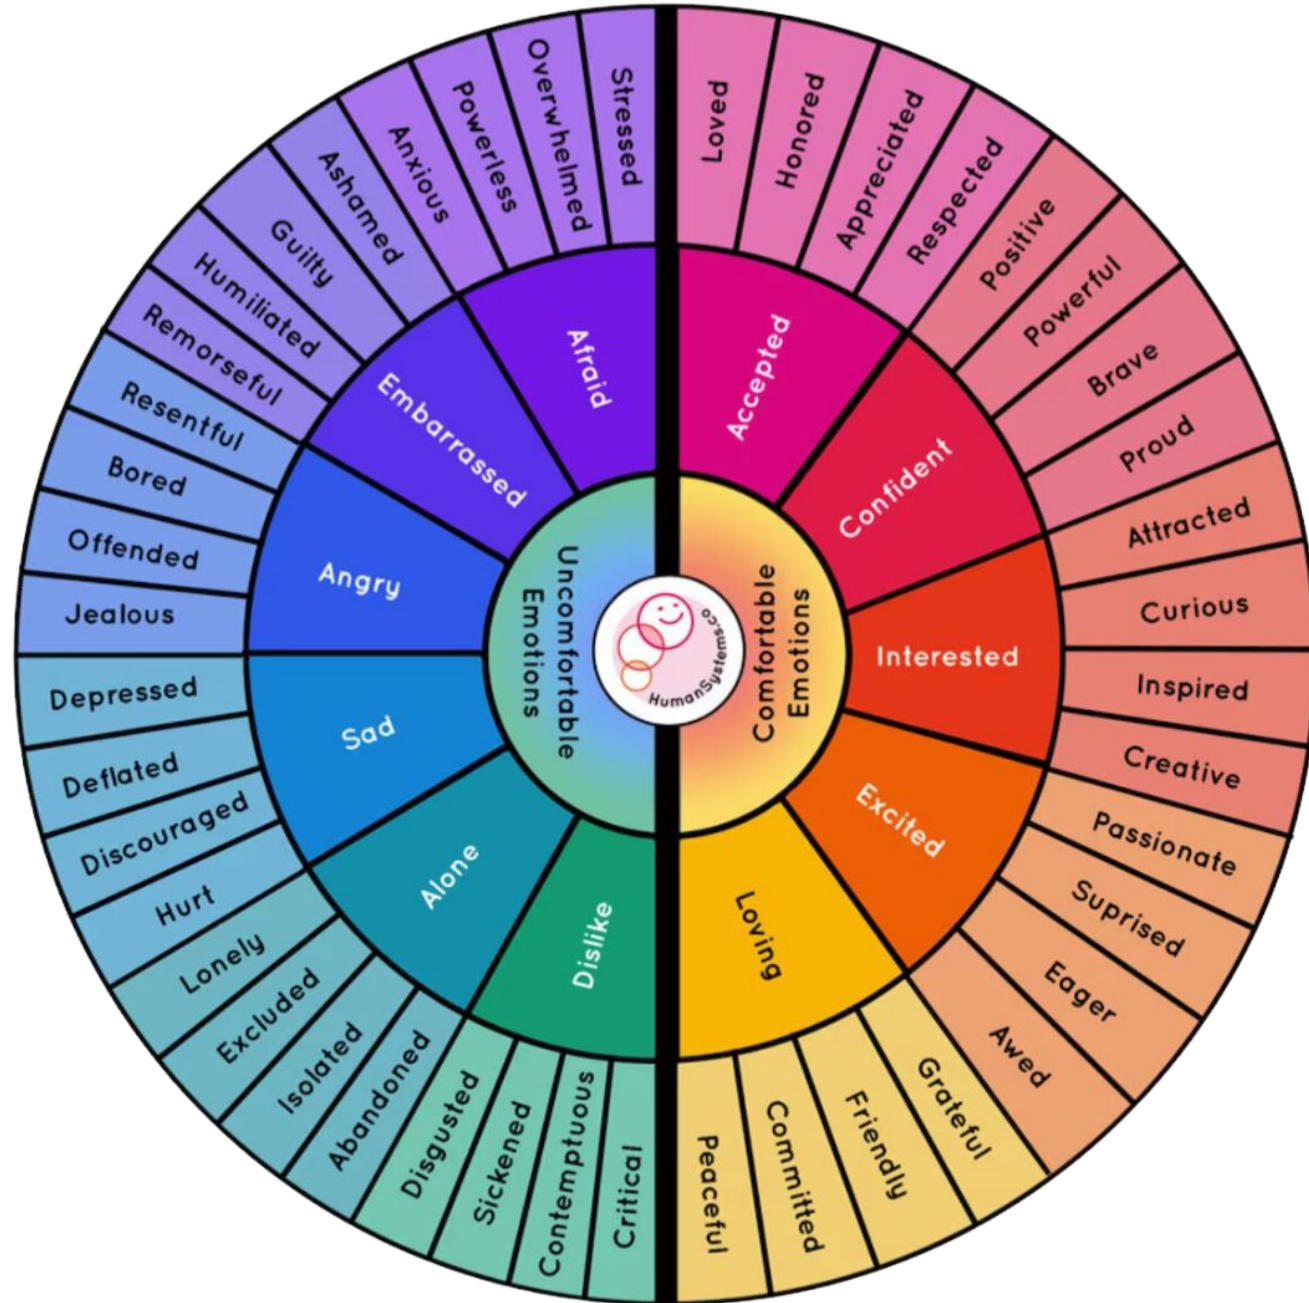 Uncomfortable
Emotions
Comfortable
Emotions
HumanSystems.co
Accepted
Loved
Honored
Appreciated
Respected
Confident
Positive
Powerful
Brave
Proud
Interested
Attracted
Curious
Inspired
Creative
Excited
Passionate
Suprised
Eager
Awed
Loving
Grateful
Friendly
Committed
Peaceful
Dislike
Critical
Contemptuous
Sickened
Disgusted
Alone
Abandoned
Isolated
Excluded
Lonely
Sad
Hurt
Discouraged
Deflated
Depressed
Angry
Jealous
Offended
Bored
Resentful
Embarrassed
Remorseful
Humiliated
Guilty
Ashamed
Afraid
Anxious
Powerless
Overwhelmed
Stressed